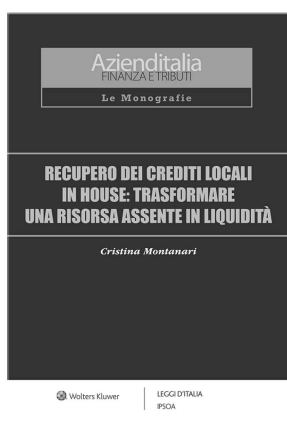 Azienditalia
FINANZA E TRIBUTI
Le Monografie
RECUPERO DEI CREDITI LOCALI
IN HOUSE: TRASFORMARE
UNA RISORSA ASSENTE IN LIQUIDITÀ
Cristina Montanari
Wolters Kluwer
LEGGI D'ITALIA
IPSOA